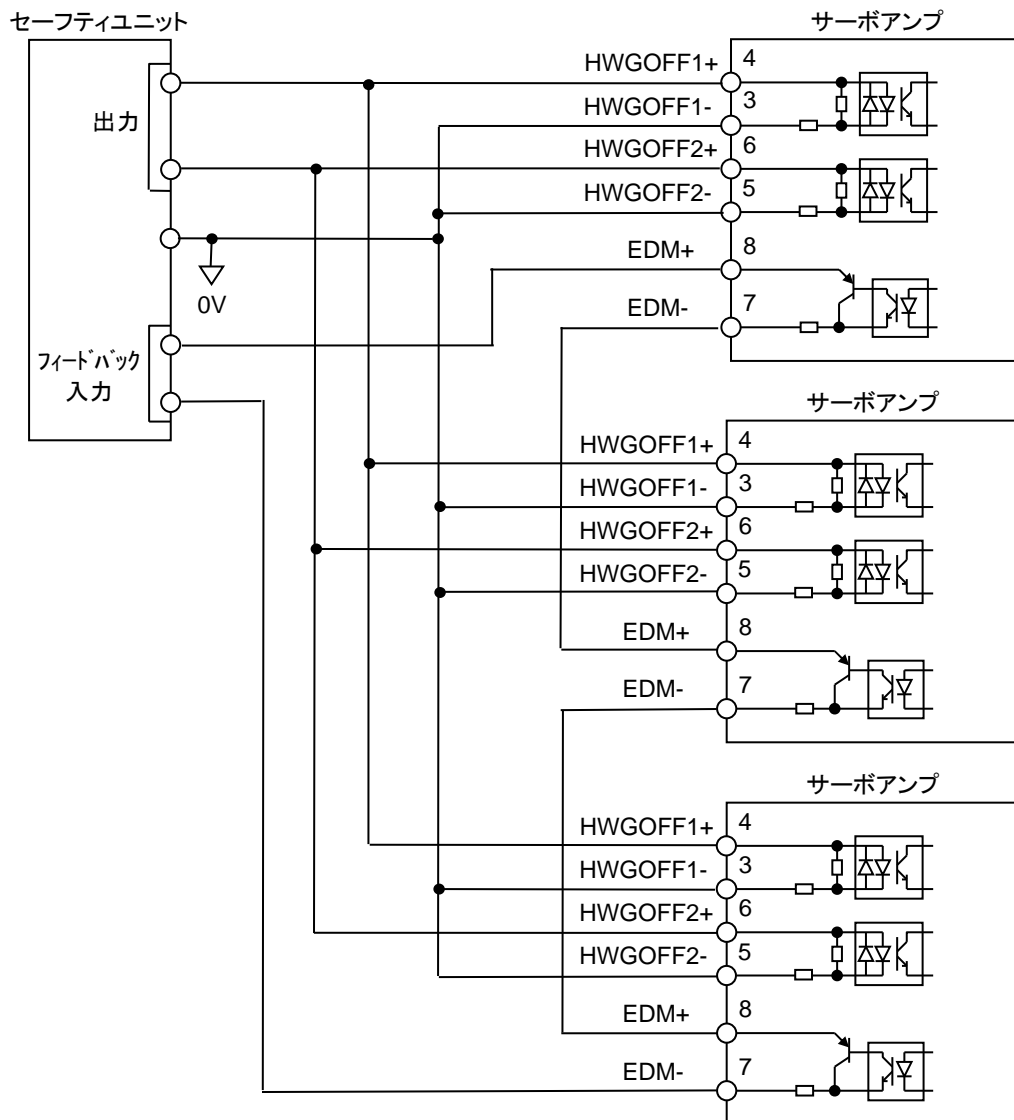 セーフティユニット
出力
0V
フィードバック
入力
サーボアンプ
HWGOFF1+
4
HWGOFF1-
3
HWGOFF2+
6
HWGOFF2-
5
EDM+
8
EDM-
7
サーボアンプ
HWGOFF1+
4
HWGOFF1-
3
HWGOFF2+
6
HWGOFF2-
5
EDM+
8
EDM-
7
サーボアンプ
HWGOFF1+
4
HWGOFF1-
3
HWGOFF2+
6
HWGOFF2-
5
EDM+
8
EDM-
7